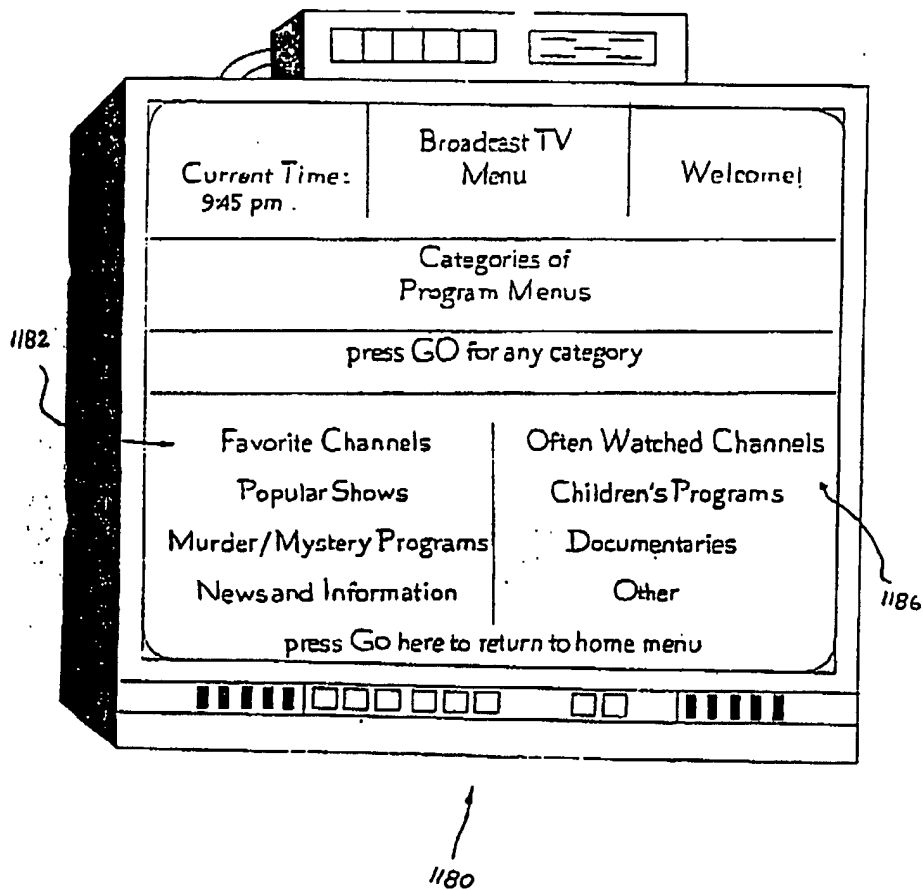 Broadcast TV
Menu
Current Time:
9:45 pm.
Welcome!
Categories of
Program Menus
press GO for any category
1182
Favorite Channels
Often Watched Channels
Popular Shows
Children's Programs
Murder/Mystery Programs
Documentaries
News and Information
Other
1186
press Go here to return to home menu
1180